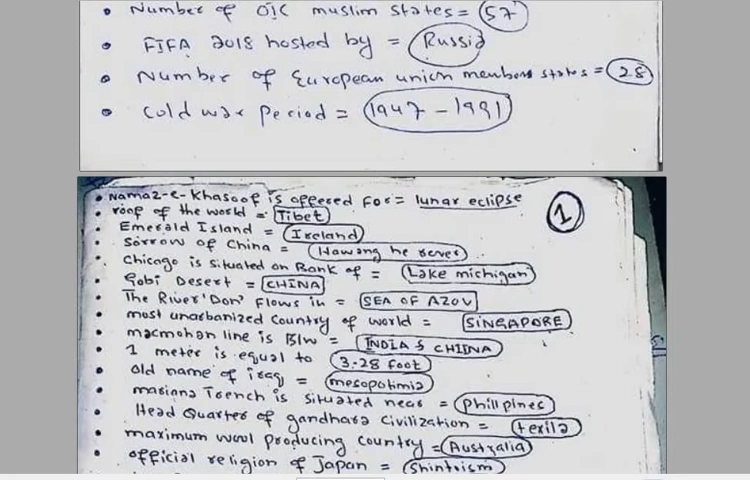 Number of OIC muslim states = 57
FIFA 2018 hosted by = Russia
Number of European union members states = 28
Cold war Period = 1947-1991
Namaz-e-Khasoof is offered for = lunar eclipse
1
roof of the world = Tibet
Emerald Island = Ireland
Sorrow of China = Hawang he rever
Chicago is situated on Bank of = Lake michigan
Gobi Desert = CHINA
The River 'Don' Flows in = SEA OF AZOV
most unarbanized country of world = SINGAPORE
macmohan line is B/w = INDIA & CHIINA
1 meter is equal to 3.28 foot
old name of iraq = mesopotimia
mariana Trench is situated near = Phillpines
Head Quarter of gandhara civilization = texila
maximum wool Producing country = Australia
official religion of Japan = Shintoism